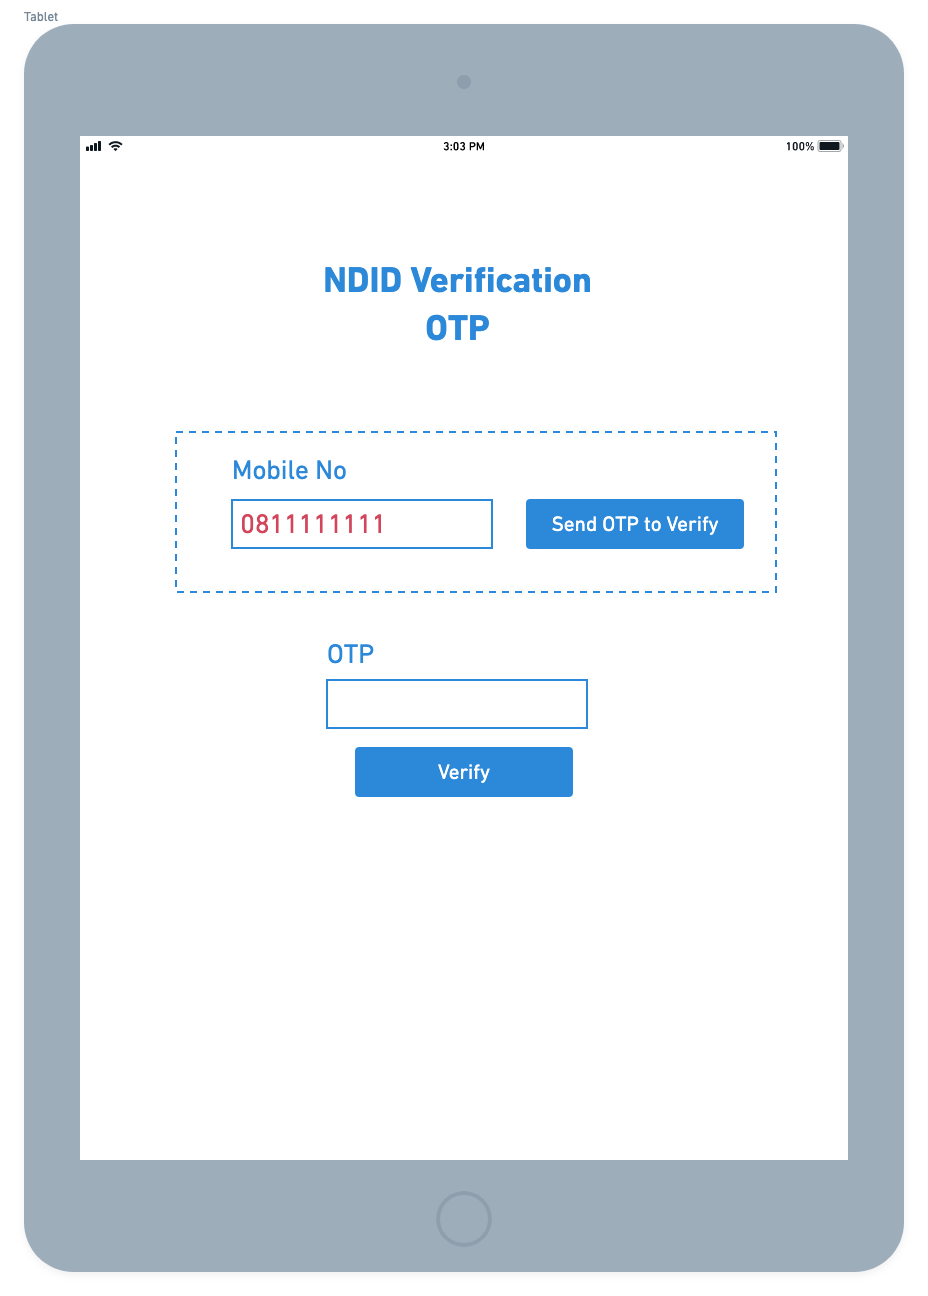 Tablet
3:03 PM
100%
NDID Verification
OTP
Mobile No
0811111111
Send OTP to Verify
OTP
Verify